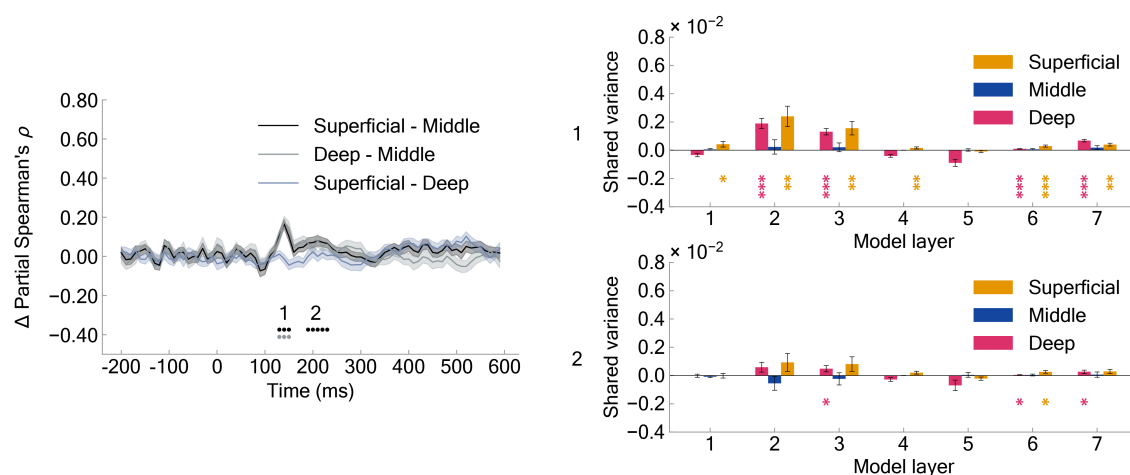 Δ Partial Spearman's ρ
0.80
0.60
0.40
0.20
0.00
−0.20
−0.40
Superficial - Middle
Deep - Middle
Superficial - Deep
1 2
-200 -100 0 100 200 300 400 500 600
Time (ms)
1
× 10⁻²
Shared variance
0.8
0.6
0.4
0.2
0.0
−0.2
−0.4
Superficial
Middle
Deep
* *** ** *** ** ** *** *** *** **
1 2 3 4 5 6 7
Model layer
2
× 10⁻²
Shared variance
0.8
0.6
0.4
0.2
0.0
−0.2
−0.4
Superficial
Middle
Deep
* * * *
1 2 3 4 5 6 7
Model layer